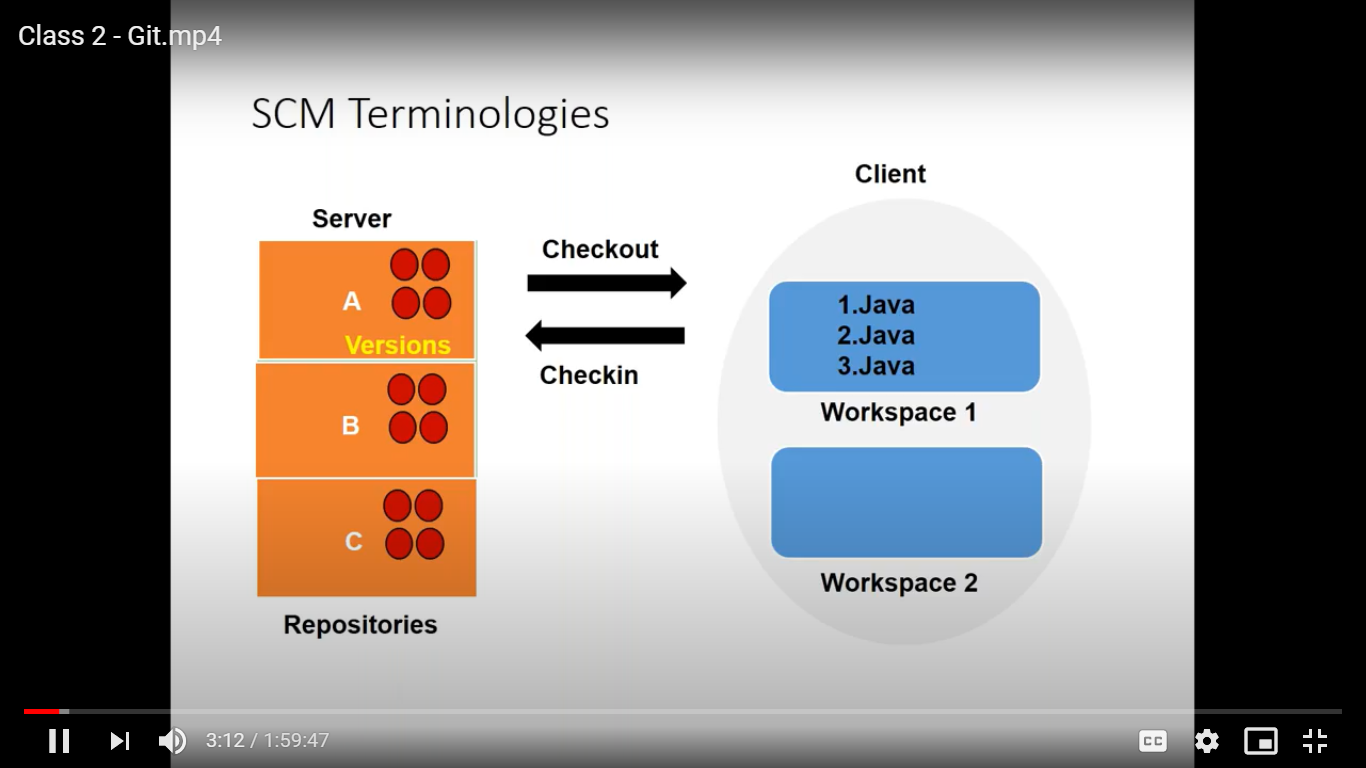 Class 2 - Git.mp4
SCM Terminologies
Server
A
Versions
B
C
Repositories
Checkout
Checkin
Client
1.Java
2.Java
3.Java
Workspace 1
Workspace 2
3:12 / 1:59:47
CC